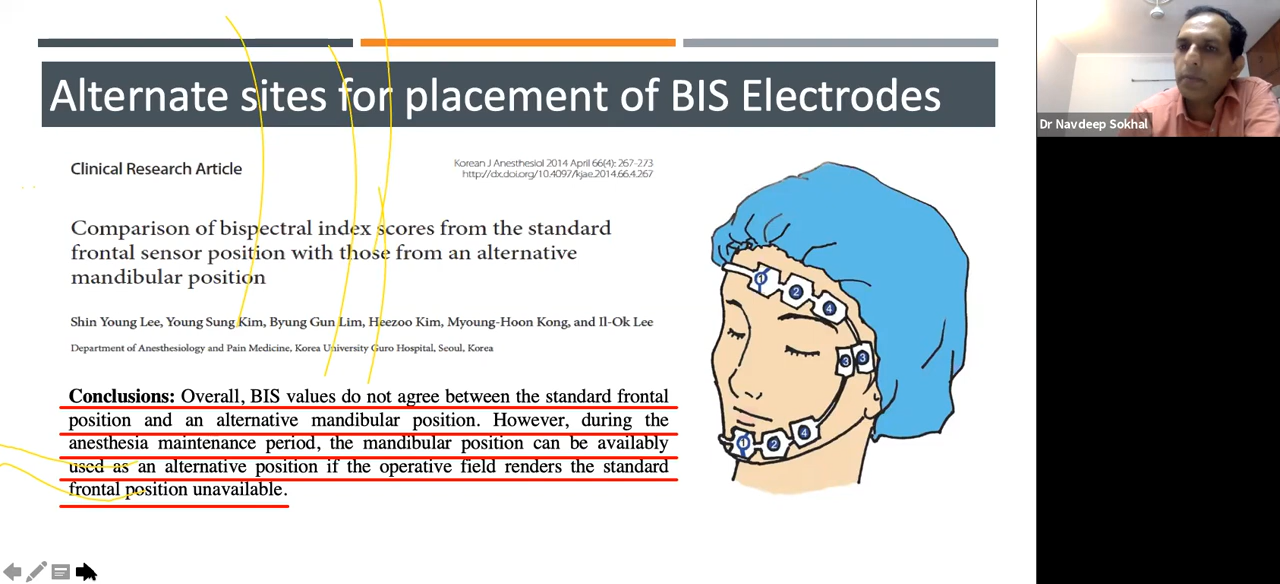 Alternate sites for placement of BIS Electrodes
Dr Navdeep Sokhal
Clinical Research Article
Korean J Anesthesiol 2014 April 66(4): 267-273
http://dx.doi.org/10.4097/kjae.2014.66.4.267
Comparison of bispectral index scores from the standard
frontal sensor position with those from an alternative
mandibular position
Shin Young Lee, Young Sung Kim, Byung Gun Lim, Heezoo Kim, Myoung-Hoon Kong, and Il-Ok Lee
Department of Anesthesiology and Pain Medicine, Korea University Guro Hospital, Seoul, Korea
Conclusions: Overall, BIS values do not agree between the standard frontal
position and an alternative mandibular position. However, during the
anesthesia maintenance period, the mandibular position can be availably
used as an alternative position if the operative field renders the standard
frontal position unavailable.
1
2
4
3 3
1 2 4